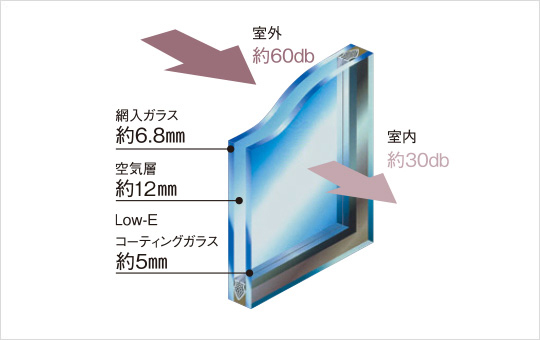 室外
約60db
網入ガラス
約6.8㎜
空気層
約12㎜
Low-E
コーティングガラス
約5㎜
室内
約30db